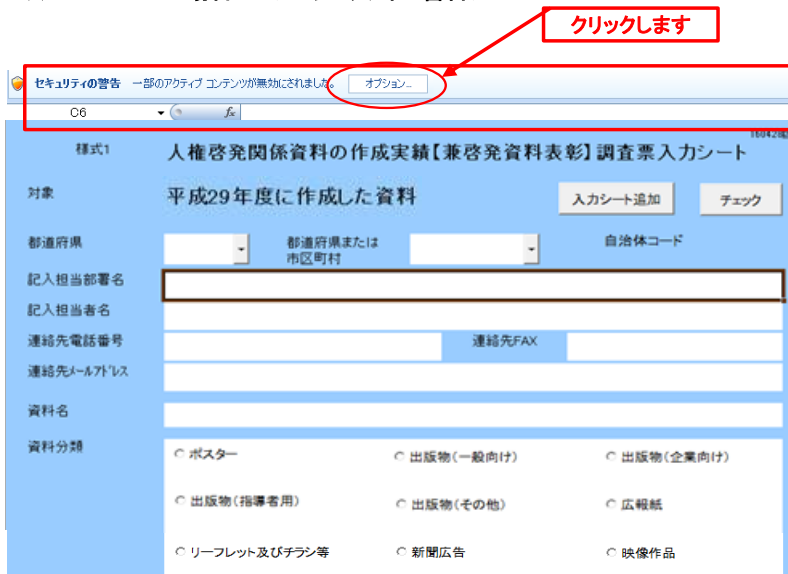 クリックします
セキュリティの警告 一部のアクティブ コンテンツが無効にされました。 オプション...
C6 fx
様式1 人権啓発関係資料の作成実績【兼啓発資料表彰】調査票入力シート
対象 平成29年度に作成した資料 入力シート追加 チェック
都道府県 都道府県または 自治体コード
市区町村
記入担当部署名
記入担当者名
連絡先電話番号 連絡先FAX
連絡先メールアドレス
資料名
資料分類 ポスター 出版物(一般向け) 出版物(企業向け)
出版物(指導者用) 出版物(その他) 広報紙
リーフレット及びチラシ等 新聞広告 映像作品